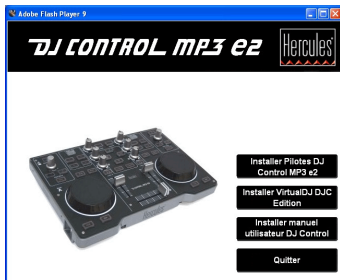 Adobe Flash Player 9
DJ CONTROL MP3 e2
Hercules
Installer Pilotes DJ
Control MP3 e2
Installer VirtualDJ DJC
Edition
Installer manuel
utilisateur DJ Control
Quitter